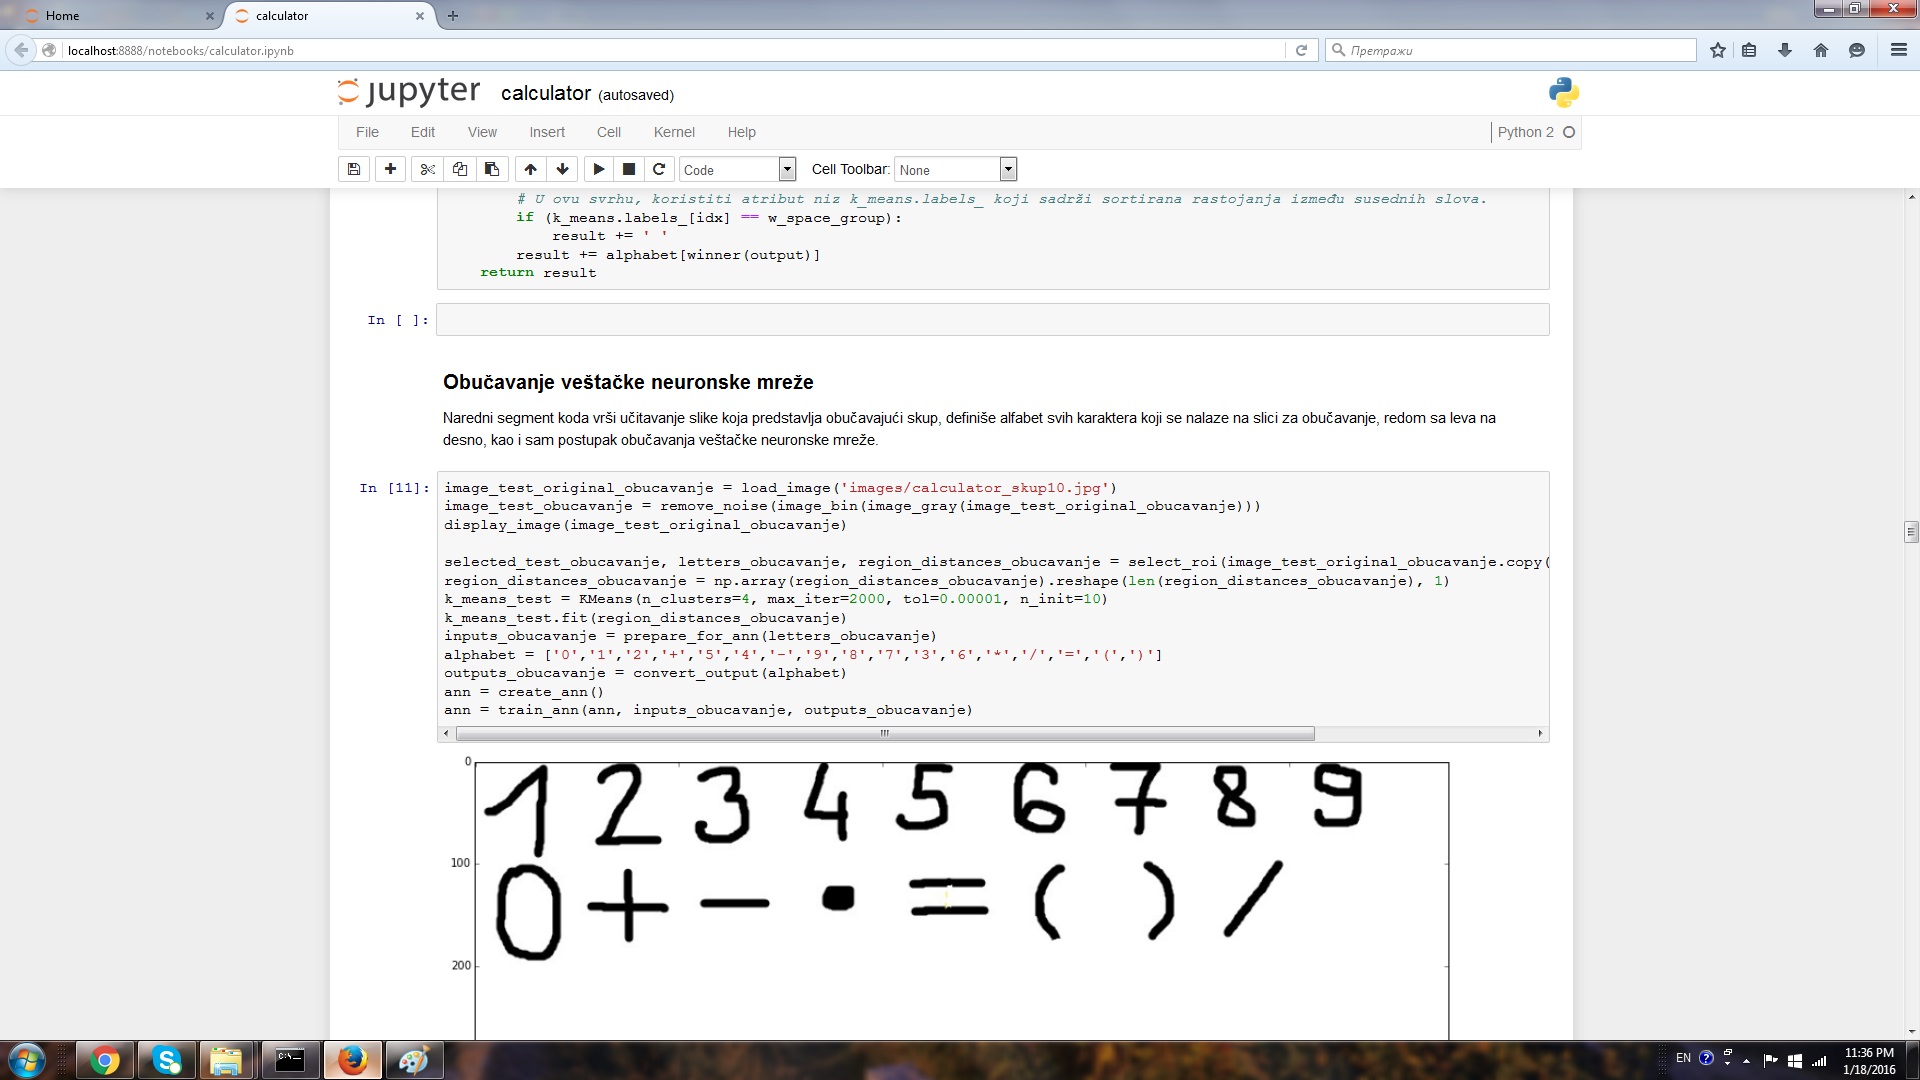 Home
calculator
localhost:8888/notebooks/calculator.ipynb
Претражи
jupyter calculator (autosaved)
File Edit View Insert Cell Kernel Help
Python 2
Code
Cell Toolbar: None
# U ovu svrhu, koristiti atribut niz k_means.labels_ koji sadrži sortirana rastojanja između susednih slova.
if (k_means.labels_[idx] == w_space_group):
result += ' '
result += alphabet[winner(output)]
return result
In [ ]:
Obučavanje veštačke neuronske mreže
Naredni segment koda vrši učitavanje slike koja predstavlja obučavajući skup, definiše alfabet svih karaktera koji se nalaze na slici za obučavanje, redom sa leva na
desno, kao i sam postupak obučavanja veštačke neuronske mreže.
In [11]:
image_test_original_obucavanje = load_image('images/calculator_skup10.jpg')
image_test_obucavanje = remove_noise(image_bin(image_gray(image_test_original_obucavanje)))
display_image(image_test_original_obucavanje)
selected_test_obucavanje, letters_obucavanje, region_distances_obucavanje = select_roi(image_test_original_obucavanje.copy(
region_distances_obucavanje = np.array(region_distances_obucavanje).reshape(len(region_distances_obucavanje), 1)
k_means_test = KMeans(n_clusters=4, max_iter=2000, tol=0.00001, n_init=10)
k_means_test.fit(region_distances_obucavanje)
inputs_obucavanje = prepare_for_ann(letters_obucavanje)
alphabet = ['0','1','2','+','5','4','-','9','8','7','3','6','*','/','=','(',')']
outputs_obucavanje = convert_output(alphabet)
ann = create_ann()
ann = train_ann(ann, inputs_obucavanje, outputs_obucavanje)
0
1 2 3 4 5 6 7 8 9
100
0 + - ▪ = ( ) /
200
EN
11:36 PM
1/18/2016